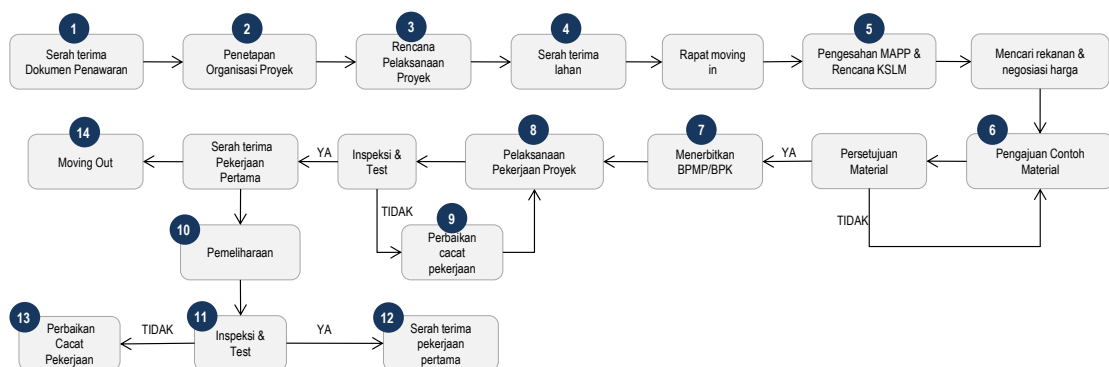 1
Serah terima
Dokumen Penawaran
2
Penetapan
Organisasi Proyek
3
Rencana
Pelaksanaan
Proyek
4
Serah terima
lahan
Rapat moving
in
5
Pengesahan MAPP &
Rencana KSLM
Mencari rekanan &
negosiasi harga
14
Moving Out
Serah terima
Pekerjaan
Pertama
YA
Inspeksi &
Test
8
Pelaksanaan
Pekerjaan Proyek
7
Menerbitkan
BPMP/BPK
YA
Persetujuan
Material
6
Pengajuan Contoh
Material
TIDAK
TIDAK
9
Perbaikan
cacat
pekerjaan
10
Pemeliharaan
13
Perbaikan
Cacat
Pekerjaan
TIDAK
11
Inspeksi &
Test
YA
12
Serah terima
pekerjaan
pertama